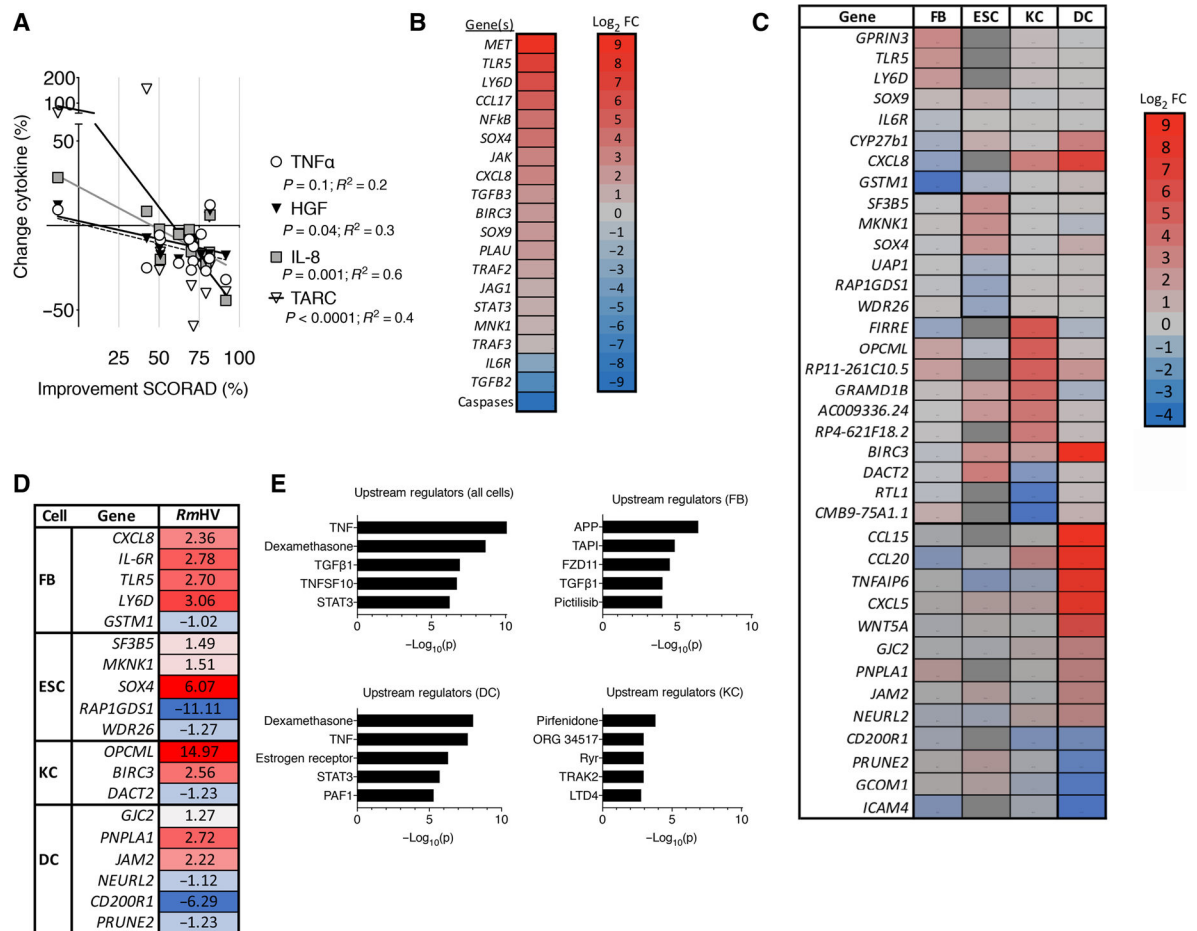 A
Change cytokine (%)
200
100
50
−50
25 50 75 100
Improvement SCORAD (%)
TNFα
P = 0.1; R² = 0.2
HGF
P = 0.04; R² = 0.3
IL-8
P = 0.001; R² = 0.6
TARC
P < 0.0001; R² = 0.4
B
Gene(s)
MET
TLR5
LY6D
CCL17
NFkB
SOX4
JAK
CXCL8
TGFB3
BIRC3
SOX9
PLAU
TRAF2
JAG1
STAT3
MNK1
TRAF3
IL6R
TGFB2
Caspases
Log₂ FC
9
8
7
6
5
4
3
2
1
0
−1
−2
−3
−4
−5
−6
−7
−8
−9
C
Gene FB ESC KC DC
GPRIN3
TLR5
LY6D
SOX9
IL6R
CYP27b1
CXCL8
GSTM1
SF3B5
MKNK1
SOX4
UAP1
RAP1GDS1
WDR26
FIRRE
OPCML
RP11-261C10.5
GRAMD1B
AC009336.24
RP4-621F18.2
BIRC3
DACT2
RTL1
CMB9-75A1.1
CCL15
CCL20
TNFAIP6
CXCL5
WNT5A
GJC2
PNPLA1
JAM2
NEURL2
CD200R1
PRUNE2
GCOM1
ICAM4
Log₂ FC
9
8
7
6
5
4
3
2
1
0
−1
−2
−3
−4
D
Cell Gene RmHV
FB
CXCL8 2.36
IL-6R 2.78
TLR5 2.70
LY6D 3.06
GSTM1 −1.02
ESC
SF3B5 1.49
MKNK1 1.51
SOX4 6.07
RAP1GDS1 −11.11
WDR26 −1.27
KC
OPCML 14.97
BIRC3 2.56
DACT2 −1.23
DC
GJC2 1.27
PNPLA1 2.72
JAM2 2.22
NEURL2 −1.12
CD200R1 −6.29
PRUNE2 −1.23
E
Upstream regulators (all cells)
TNF
Dexamethasone
TGFβ1
TNFSF10
STAT3
0 5 10
−Log₁₀(p)
Upstream regulators (FB)
APP
TAPI
FZD11
TGFβ1
Pictilisib
0 5 10
−Log₁₀(p)
Upstream regulators (DC)
Dexamethasone
TNF
Estrogen receptor
STAT3
PAF1
0 5 10
−Log₁₀(p)
Upstream regulators (KC)
Pirfenidone
ORG 34517
Ryr
TRAK2
LTD4
0 5 10
−Log₁₀(p)